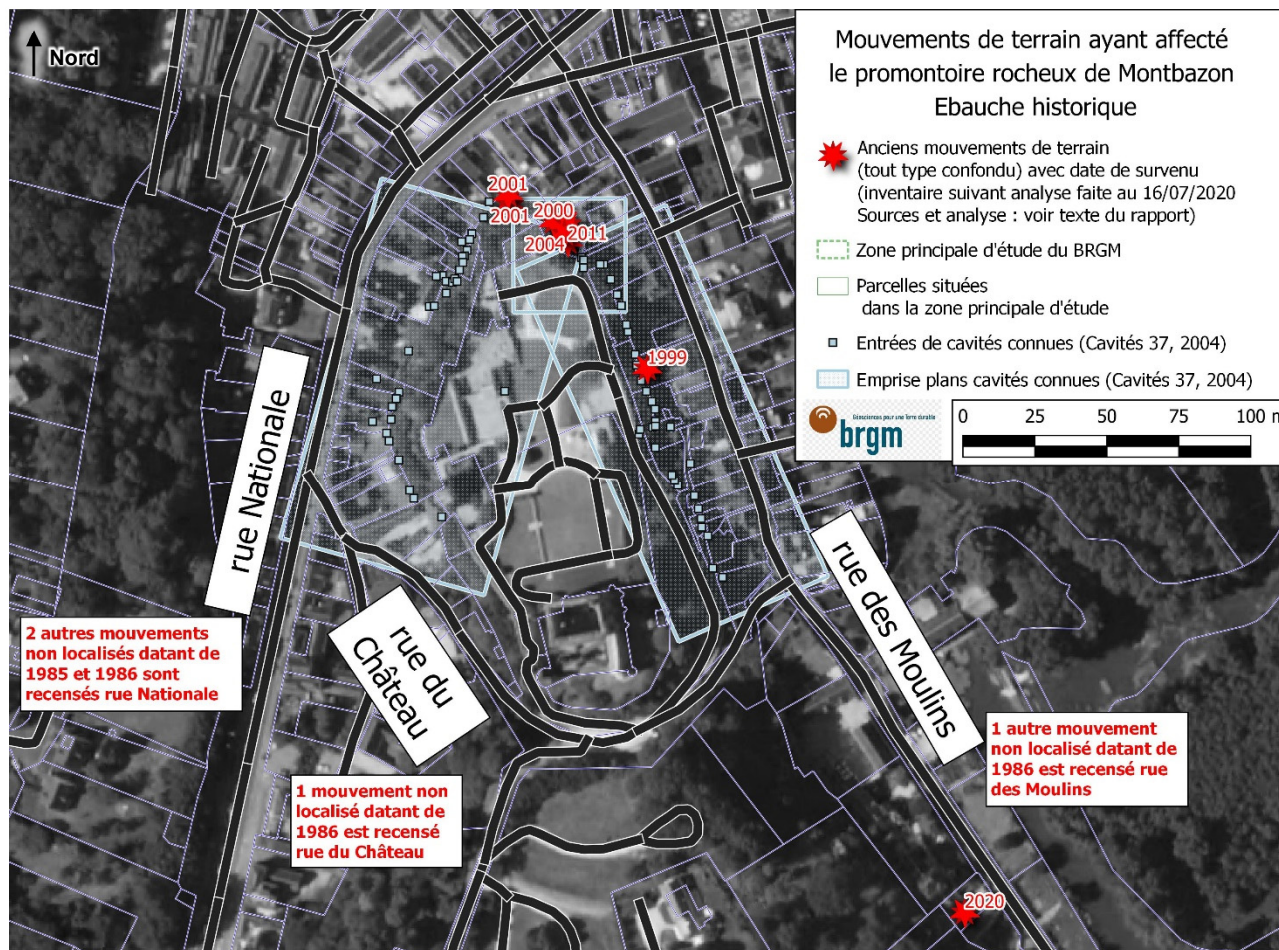 Nord
Mouvements de terrain ayant affecté
le promontoire rocheux de Montbazon
Ebauche historique
Anciens mouvements de terrain
(tout type confondu) avec date de survenu
(inventaire suivant analyse faite au 16/07/2020
Sources et analyse : voir texte du rapport)
Zone principale d'étude du BRGM
Parcelles situées
dans la zone principale d'étude
Entrées de cavités connues (Cavités 37, 2004)
Emprise plans cavités connues (Cavités 37, 2004)
Géosciences pour une Terre durable
brgm
0 25 50 75 100 m
2001
2001
2000
2011
2004
1999
rue Nationale
rue du
Château
rue des Moulins
2 autres mouvements
non localisés datant de
1985 et 1986 sont
recensés rue Nationale
1 mouvement non
localisé datant de
1986 est recensé
rue du Château
1 autre mouvement
non localisé datant de
1986 est recensé rue
des Moulins
2020